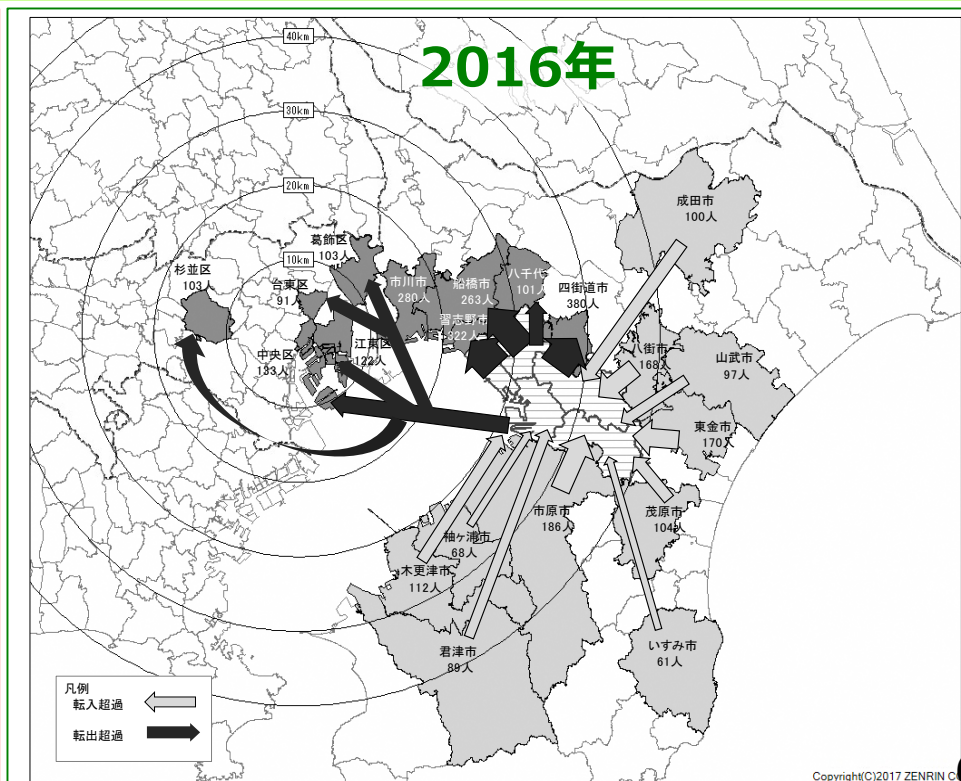 2016年
40km
30km
20km
10km
成田市
100人
葛飾区
103人
杉並区
103人
台東区
91人
市川市
280人
船橋市
263人
八千代
101人
四街道市
380人
習志野市
322人
中央区
133人
江東区
122人
八街市
168人
山武市
97人
東金市
170人
市原市
186人
茂原市
104人
袖ヶ浦市
68人
木更津市
112人
君津市
89人
いすみ市
61人
凡例
転入超過
転出超過
Copyright(C)2017 ZENRIN C